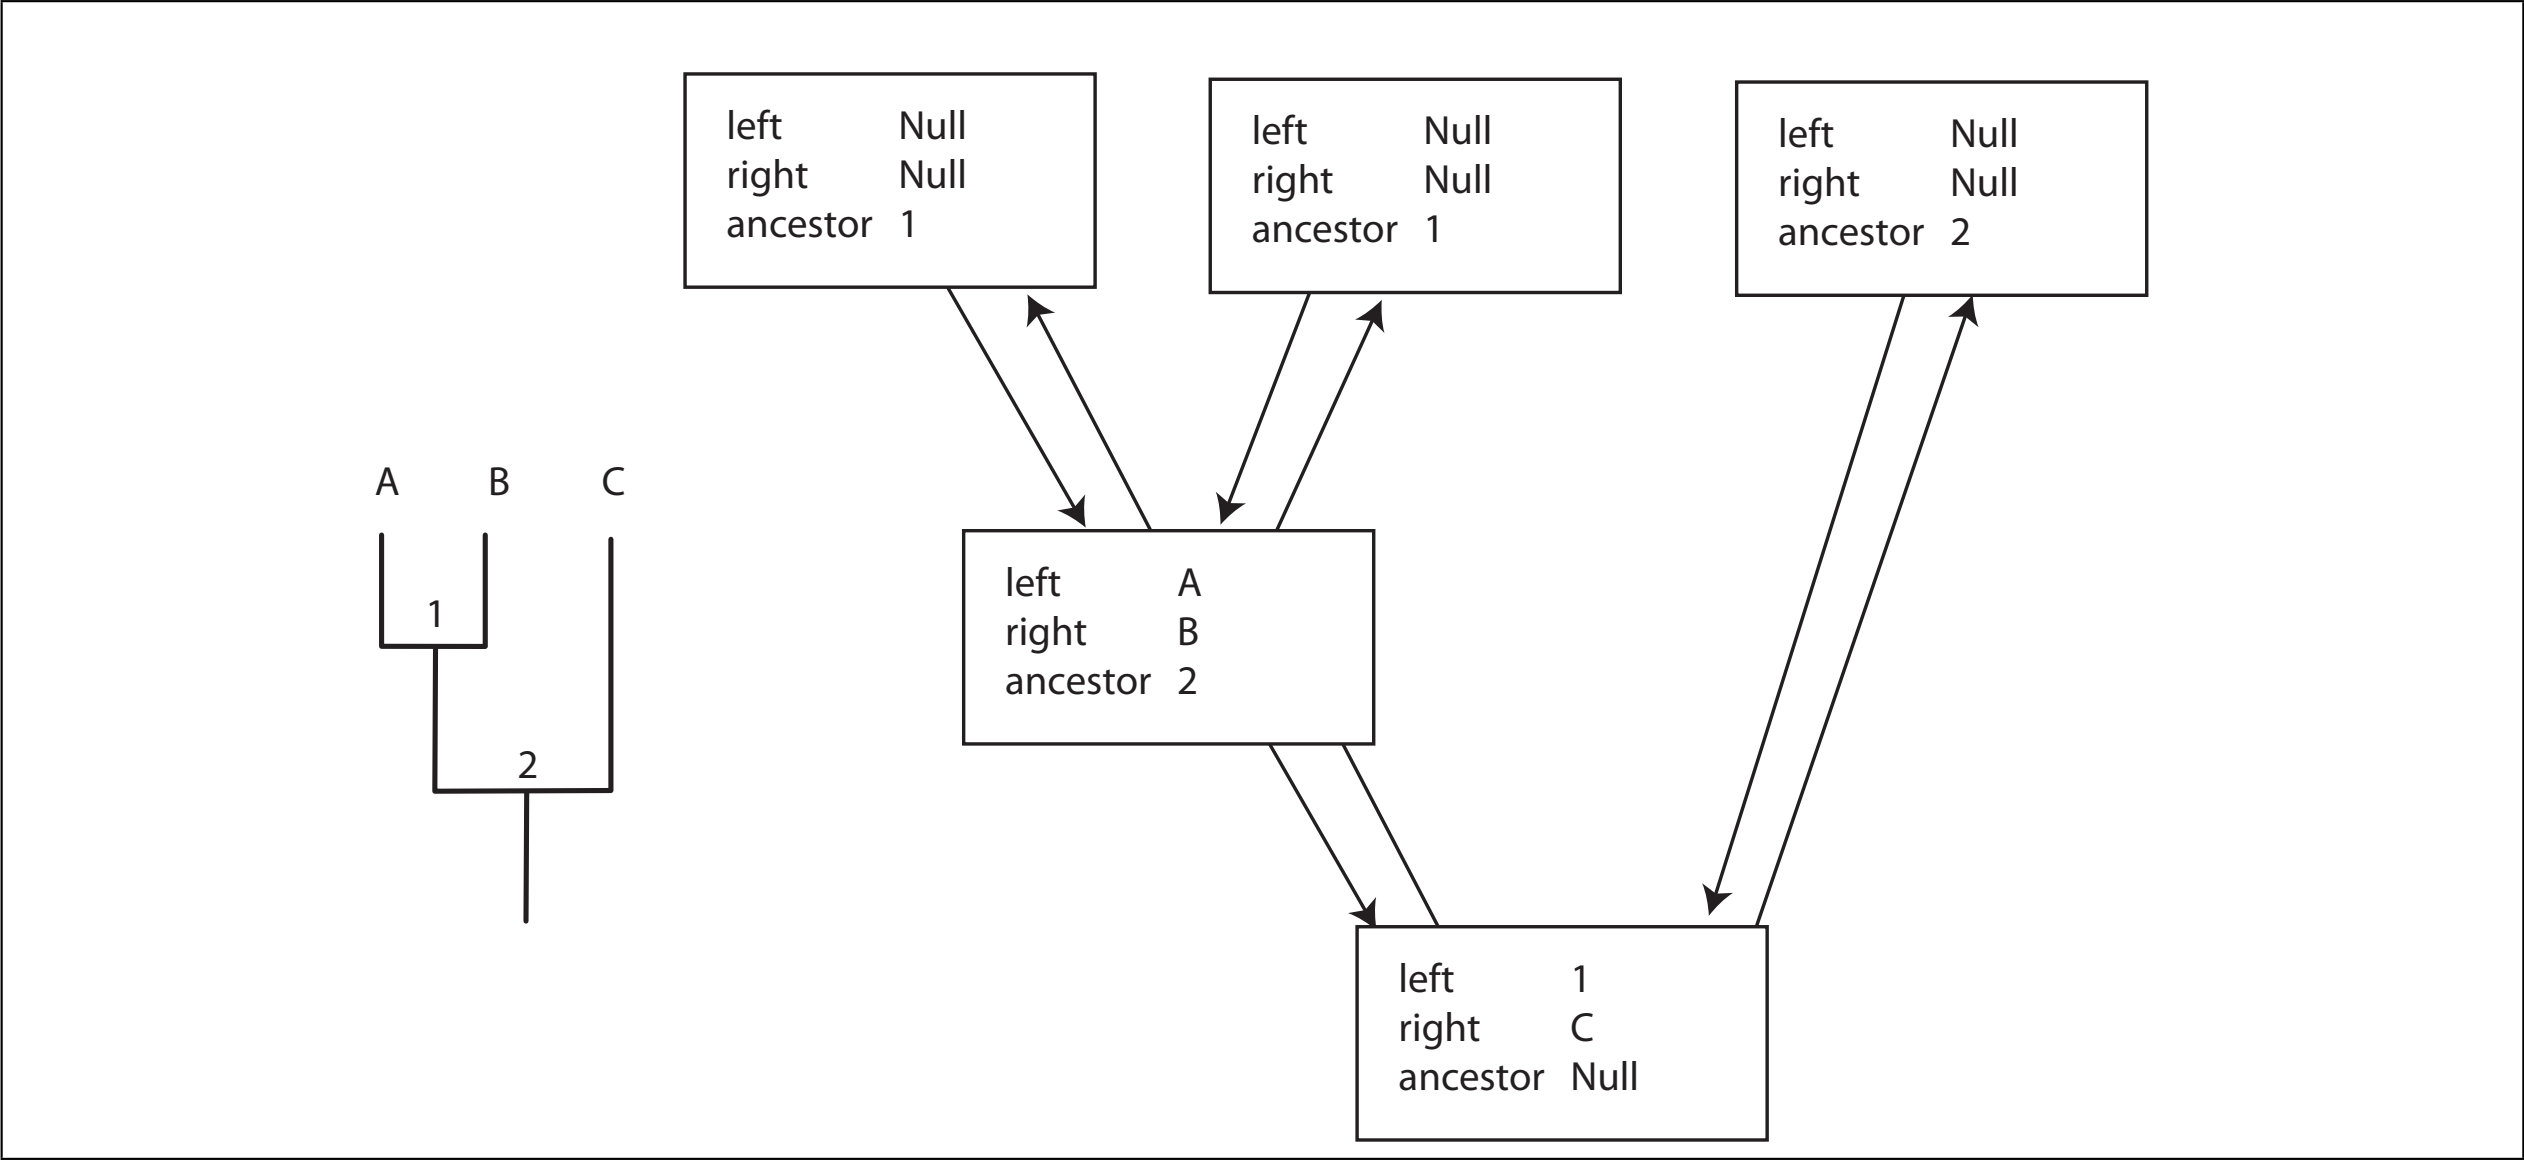 left Null
right Null
ancestor 1
left Null
right Null
ancestor 1
left Null
right Null
ancestor 2
A B C
1
2
left A
right B
ancestor 2
left 1
right C
ancestor Null